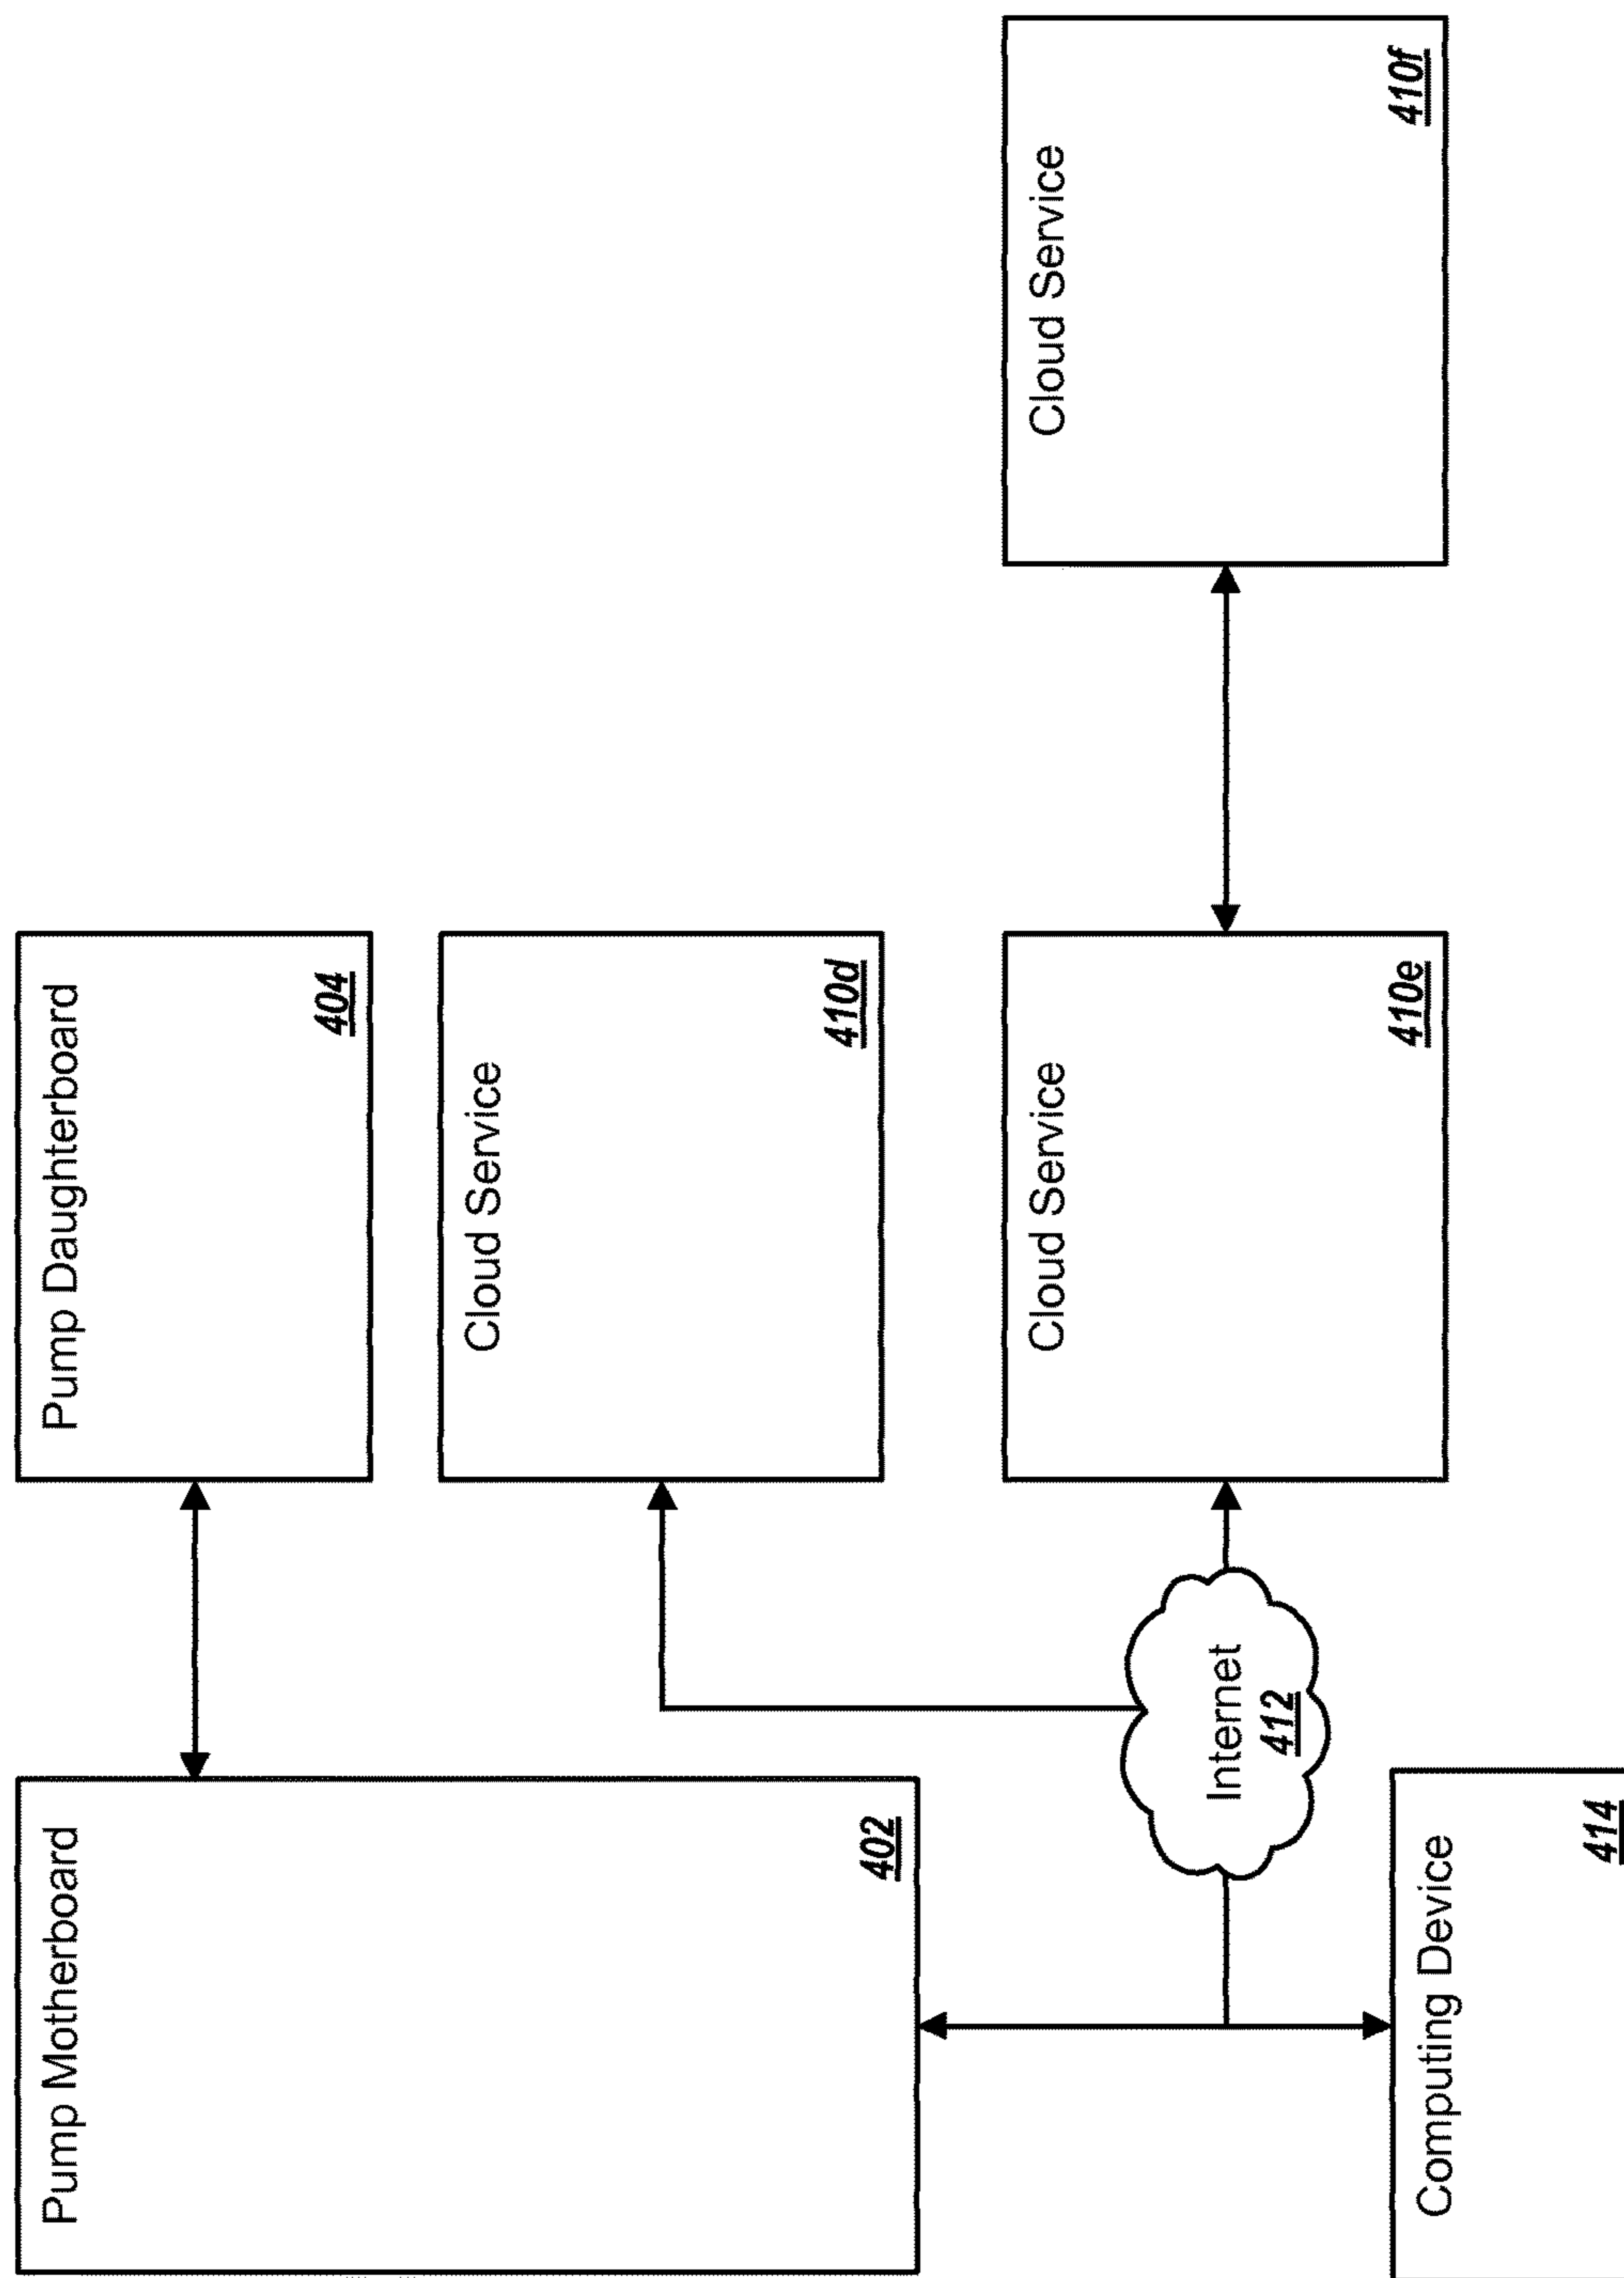 Pump Motherboard
402
Pump Daughterboard
404
Cloud Service
410d
Internet
412
Cloud Service
410e
Cloud Service
410f
Computing Device
414